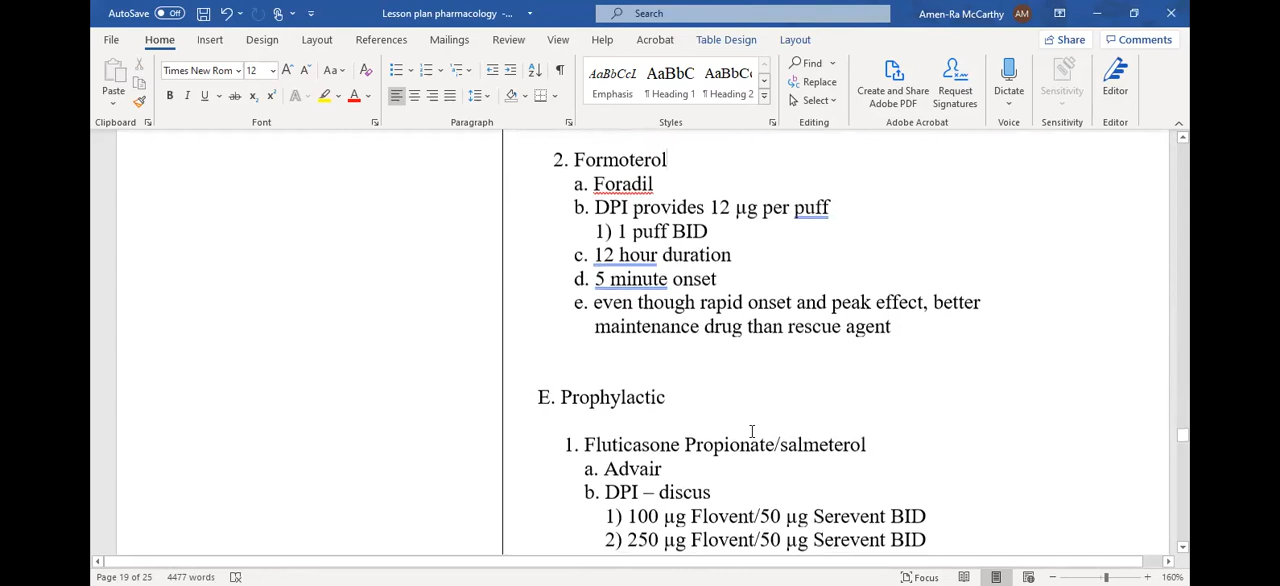 AutoSave Off Lesson plan pharmacology -... Search Amen-Ra McCarthy AM
File Home Insert Design Layout References Mailings Review View Help Acrobat Table Design Layout Share Comments
Paste Times New Rom 12 Aa AaBbCcI AaBbC AaBbCc Find Replace Select Create and Share Adobe PDF Request Signatures Dictate Sensitivity Editor
B I U ab x₂ x² A A Emphasis ¶ Heading 1 ¶ Heading 2
Clipboard Font Paragraph Styles Editing Adobe Acrobat Voice Sensitivity Editor
2. Formoterol
a. Foradil
b. DPI provides 12 µg per puff
1) 1 puff BID
c. 12 hour duration
d. 5 minute onset
e. even though rapid onset and peak effect, better
maintenance drug than rescue agent
E. Prophylactic
1. Fluticasone Propionate/salmeterol
a. Advair
b. DPI – discus
1) 100 µg Flovent/50 µg Serevent BID
2) 250 µg Flovent/50 µg Serevent BID
Page 19 of 25 4477 words Focus 160%